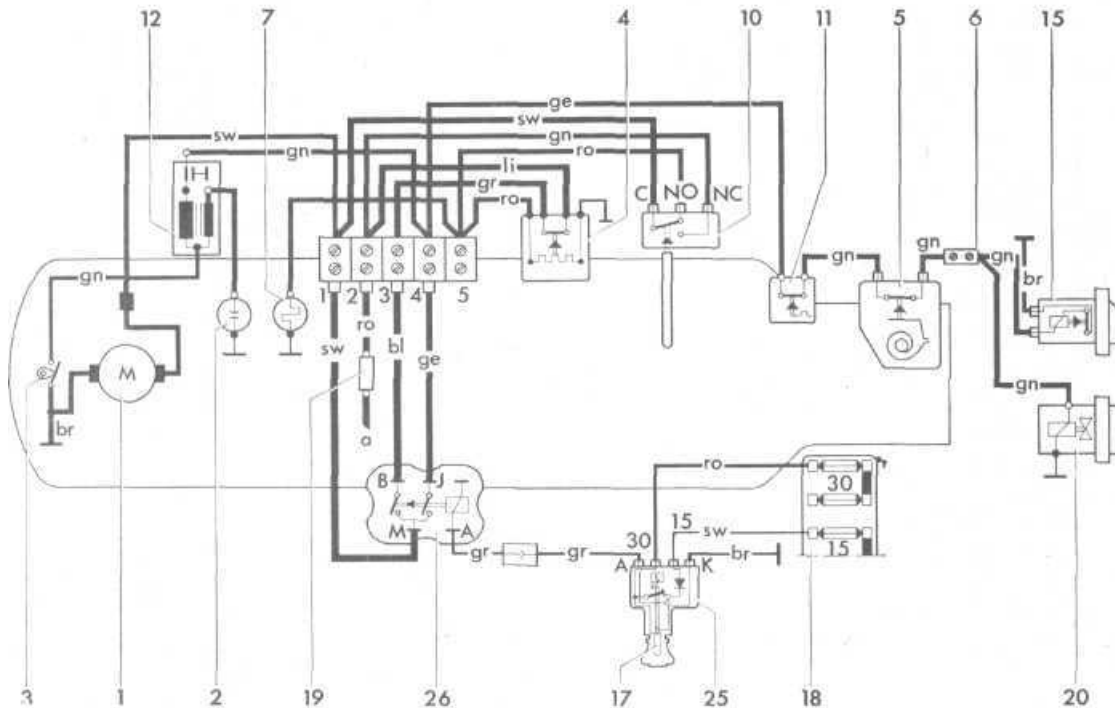 12 7 4 10 11 5 6 15
ge
sw sw
gn gn
ro
li
gr
ro
C NO NC
IH
gn gn gn gn
br
1 2 3 4 5
ro
sw bl ge
M
gn
a
br
B J
ro
30
M A
15 sw
30
gr gr
A K br
15
3 1 2 19 26 17 25 18 20